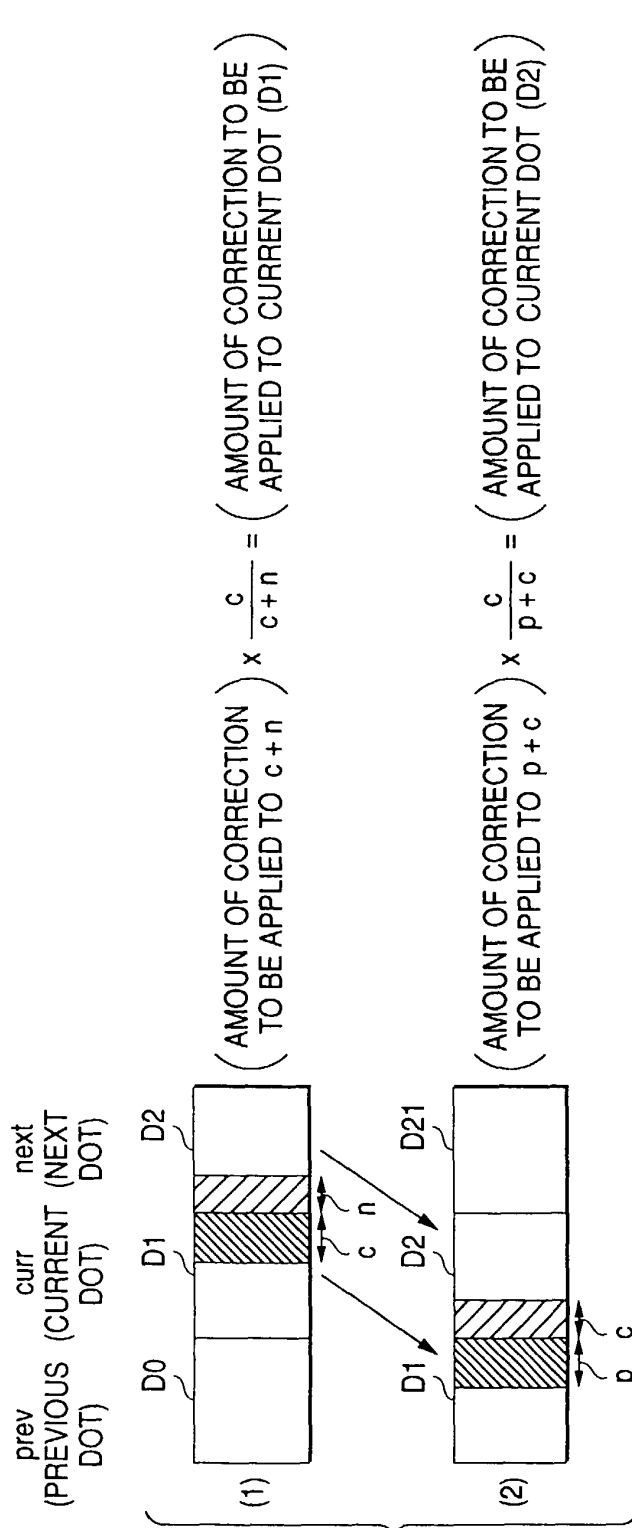 prev
(PREVIOUS
DOT)
curr
(CURRENT
DOT)
next
(NEXT
DOT)
D0
D1
D2
(1)
c
n
(AMOUNT OF CORRECTION
TO BE APPLIED TO c + n) x c / c + n = (AMOUNT OF CORRECTION TO BE
APPLIED TO CURRENT DOT (D1))
D1
D2
D21
(2)
p
c
(AMOUNT OF CORRECTION
TO BE APPLIED TO p + c) x c / p + c = (AMOUNT OF CORRECTION TO BE
APPLIED TO CURRENT DOT (D2))